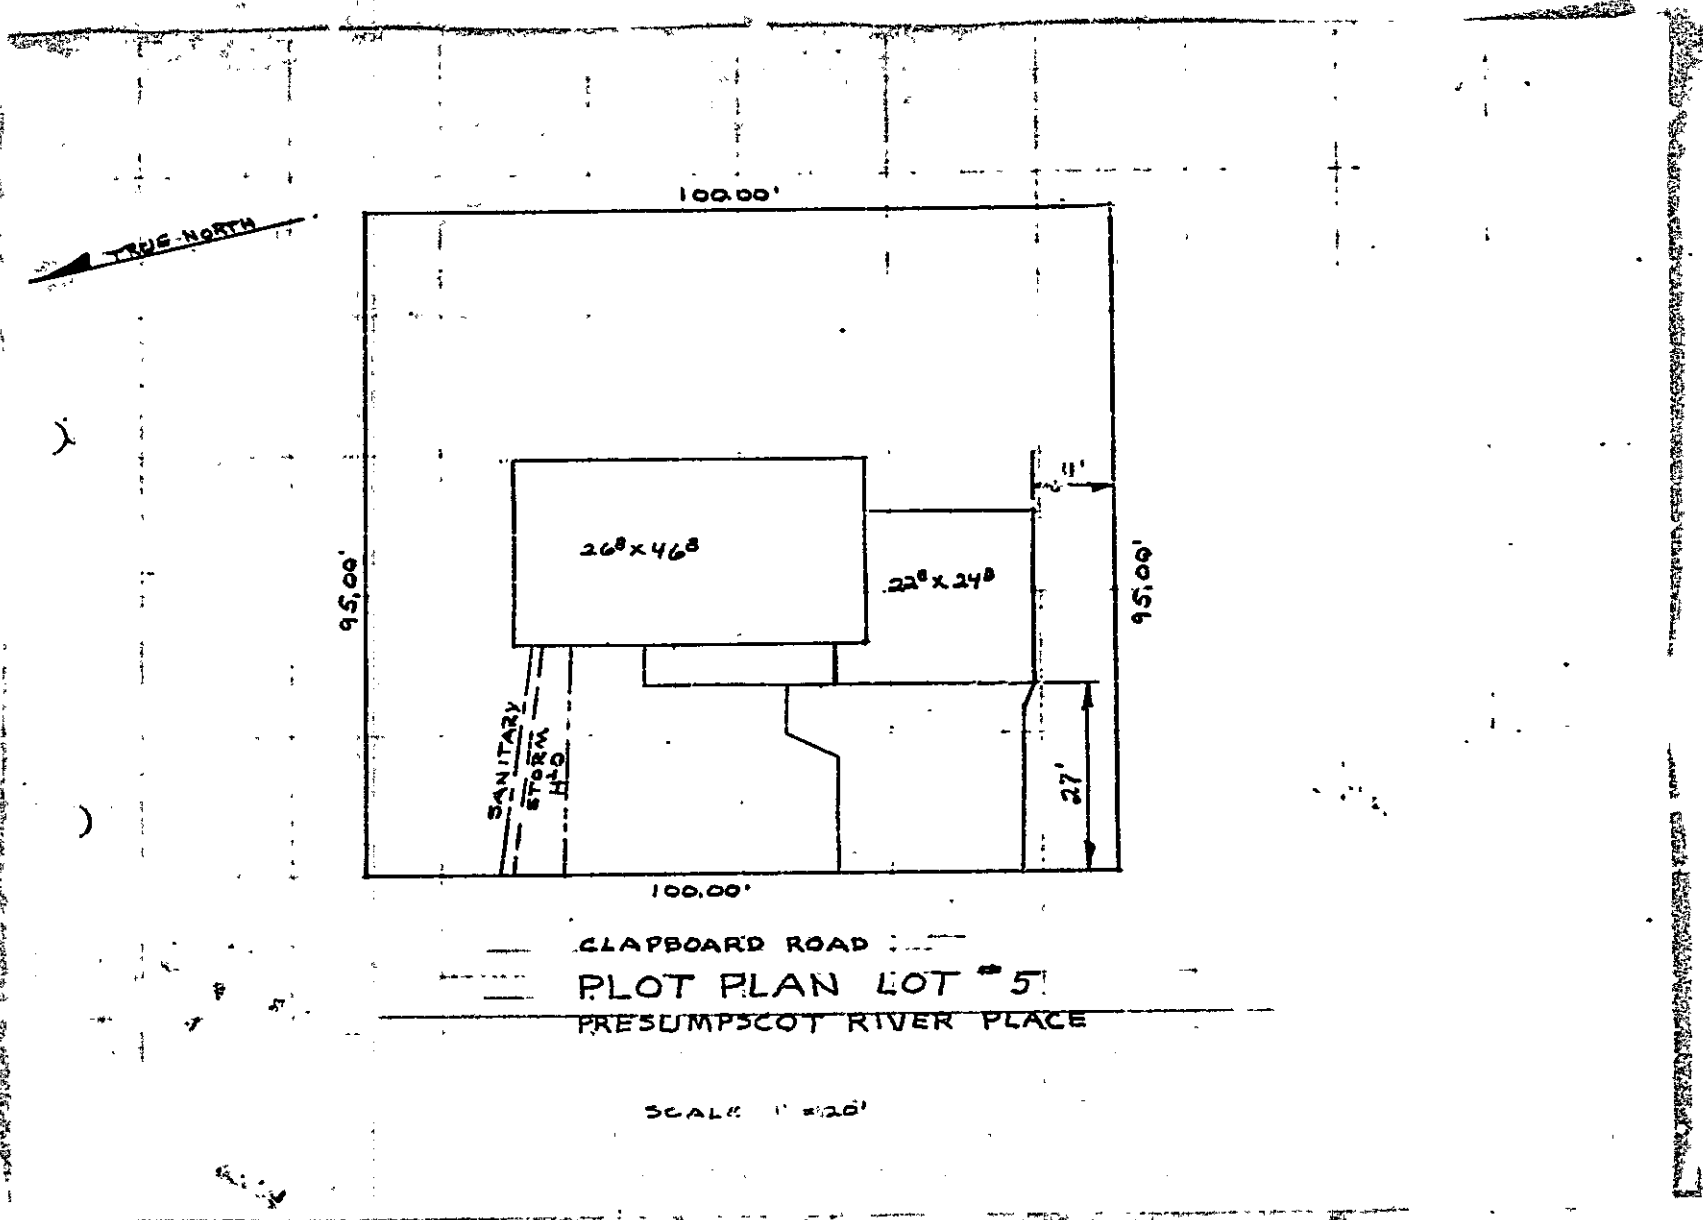 100.00'
TRUE NORTH
11'
26⁸ x 46⁸
22⁸ x 24⁸
95.00'
95.00'
SANITARY
STORM
H2O
27'
100.00'
CLAPBOARD ROAD
PLOT PLAN LOT #5
PRESUMPSCOT RIVER PLACE
SCALE 1" = 20'